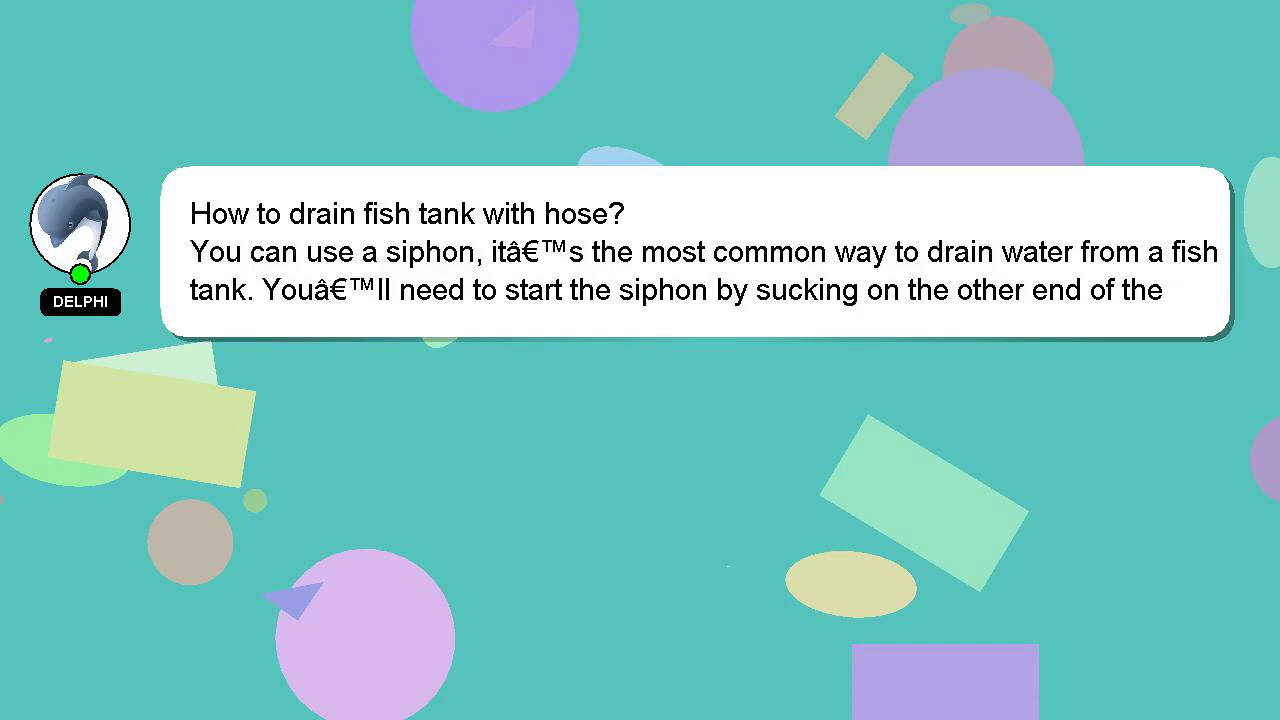 How to drain fish tank with hose?
You can use a siphon, itâ€™s the most common way to drain water from a fish
tank. Youâ€™ll need to start the siphon by sucking on the other end of the
DELPHI